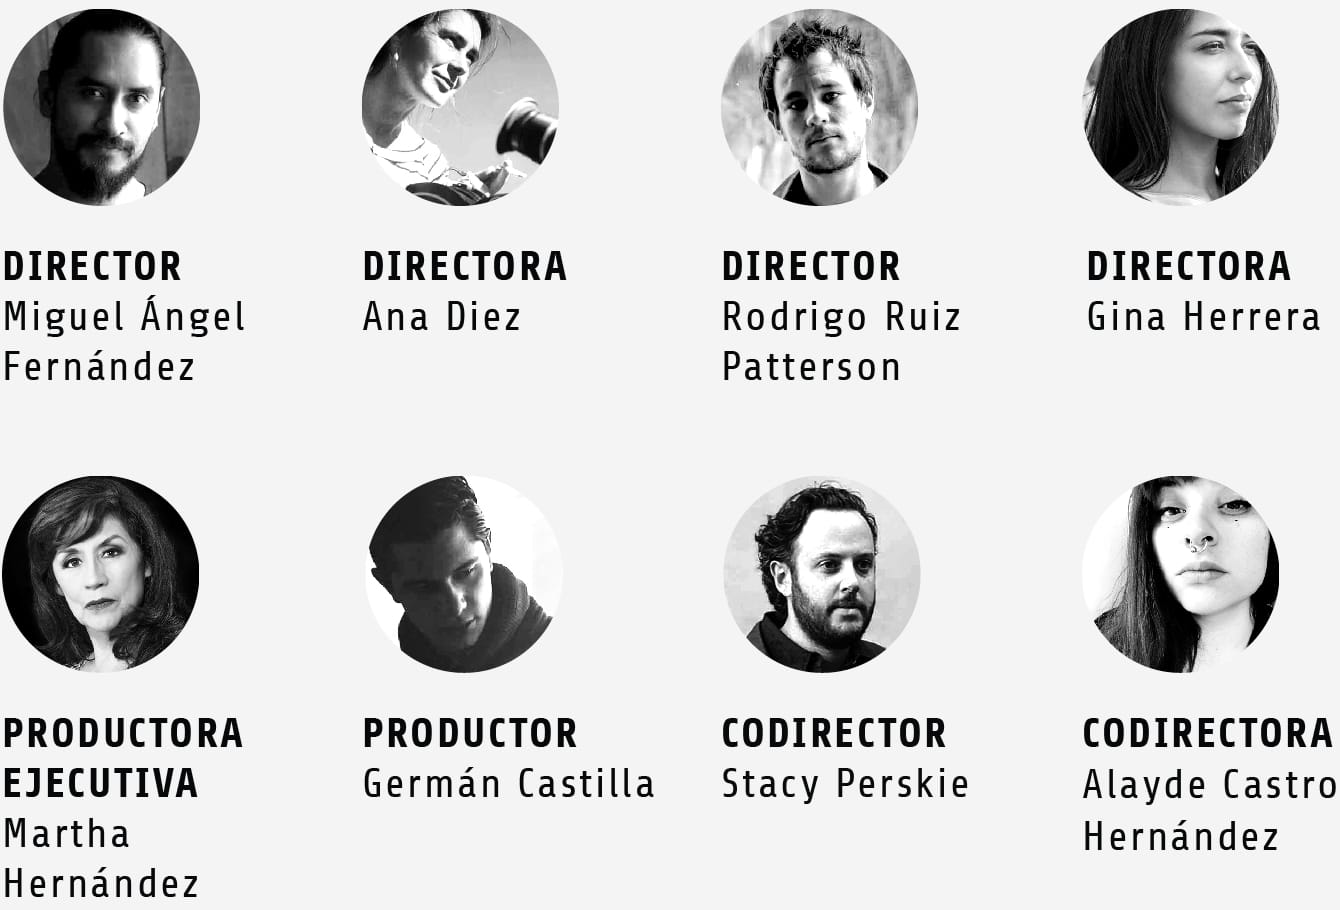 DIRECTOR
Miguel Ángel
Fernández
DIRECTORA
Ana Diez
DIRECTOR
Rodrigo Ruiz
Patterson
DIRECTORA
Gina Herrera
PRODUCTORA
EJECUTIVA
Martha
Hernández
PRODUCTOR
Germán Castilla
CODIRECTOR
Stacy Perskie
CODIRECTORA
Alayde Castro
Hernández